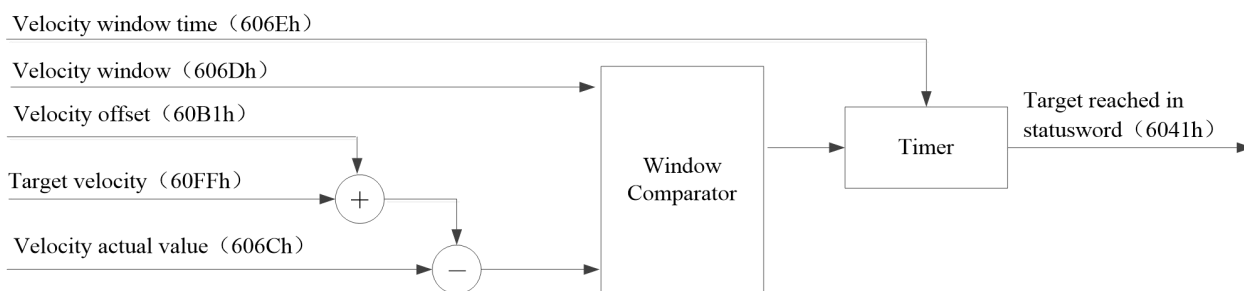 Velocity window time（606Eh）
Velocity window（606Dh）
Velocity offset（60B1h）
Target velocity（60FFh）
+
Velocity actual value（606Ch）
—
Window
Comparator
Timer
Target reached in
statusword（6041h）